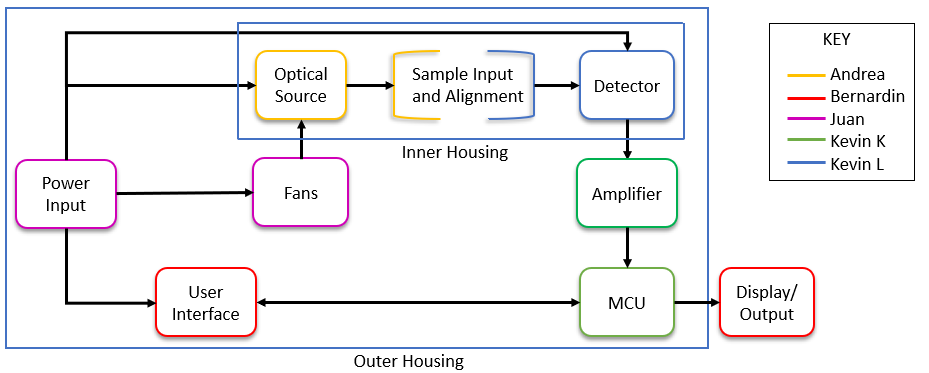 KEY
Andrea
Bernardin
Juan
Kevin K
Kevin L
Optical
Source
Sample Input
and Alignment
Detector
Inner Housing
Power
Input
Fans
Amplifier
User
Interface
MCU
Display/
Output
Outer Housing